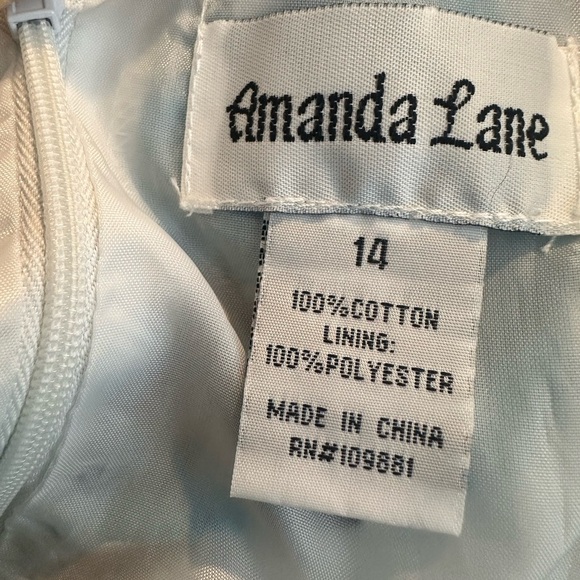 Amanda Lane
14
100%COTTON
LINING:
100%POLYESTER
MADE IN CHINA
RN#109881